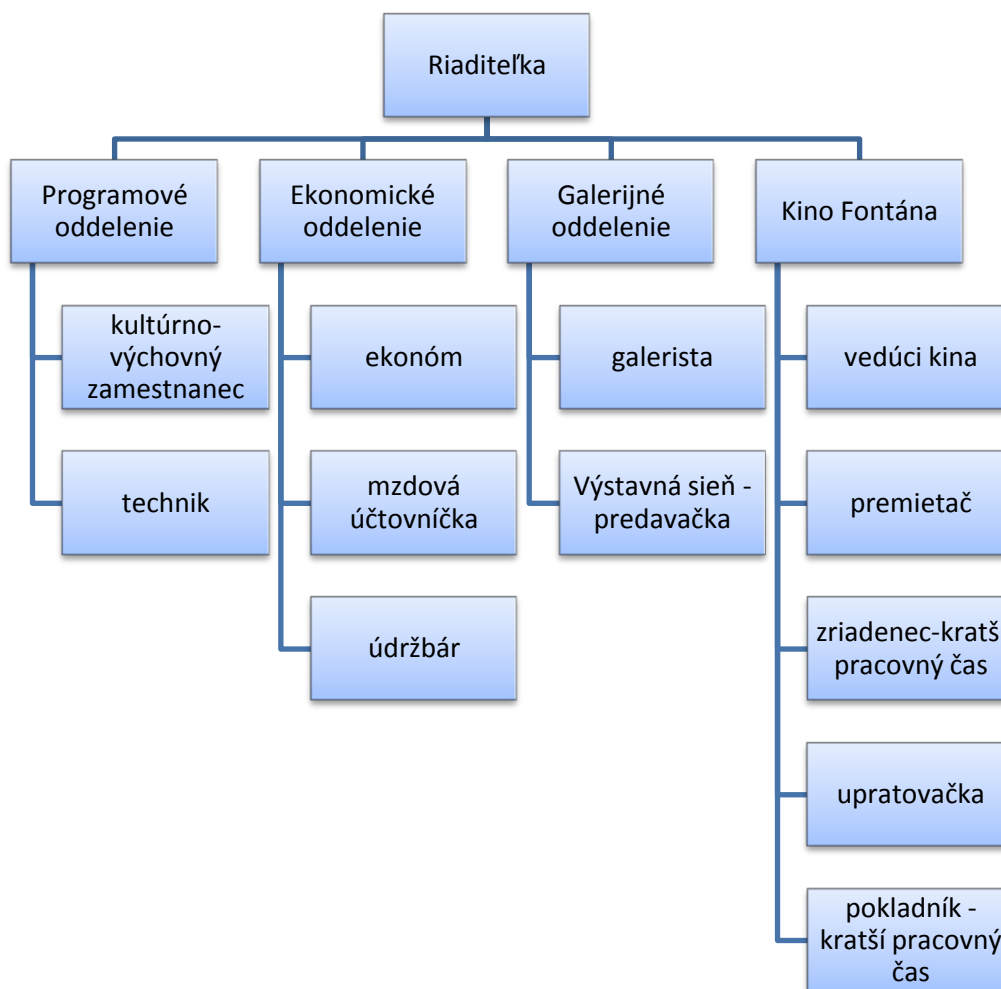 Riaditeľka
Programové
oddelenie
Ekonomické
oddelenie
Galerijné
oddelenie
Kino Fontána
kultúrno-
výchovný
zamestnanec
technik
ekonóm
mzdová
účtovníčka
údržbár
galerista
Výstavná sieň -
predavačka
vedúci kina
premietač
zriadenec-kratší
pracovný čas
upratovačka
pokladník -
kratší pracovný
čas